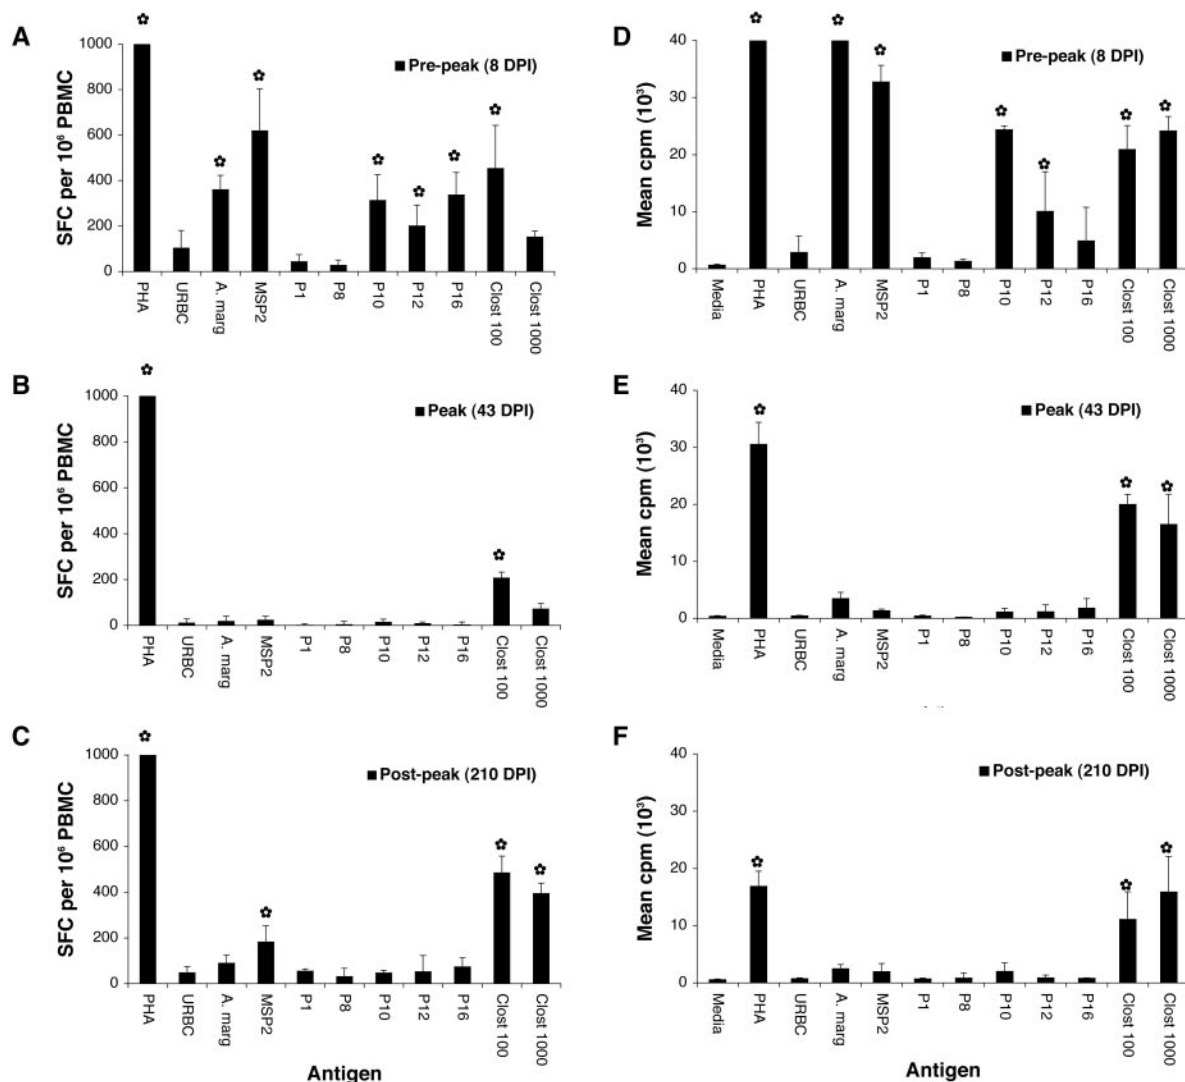 A
SFC per 10⁶ PBMC
1000
800
600
400
200
0
Pre-peak (8 DPI)
PHA
URBC
A. marg
MSP2
P1
P8
P10
P12
P16
Clost 100
Clost 1000
B
SFC per 10⁶ PBMC
1000
800
600
400
200
0
Peak (43 DPI)
PHA
URBC
A. marg
MSP2
P1
P8
P10
P12
P16
Clost 100
Clost 1000
C
SFC per 10⁶ PBMC
1000
800
600
400
200
0
Post-peak (210 DPI)
PHA
URBC
A. marg
MSP2
P1
P8
P10
P12
P16
Clost 100
Clost 1000
Antigen
D
Mean cpm (10³)
40
30
20
10
0
Pre-peak (8 DPI)
Media
PHA
URBC
A. marg
MSP2
P1
P8
P10
P12
P16
Clost 100
Clost 1000
E
Mean cpm (10³)
40
30
20
10
0
Peak (43 DPI)
Media
PHA
URBC
A. marg
MSP2
P1
P8
P10
P12
P16
Clost 100
Clost 1000
F
Mean cpm (10³)
40
30
20
10
0
Post-peak (210 DPI)
Media
PHA
URBC
A. marg
MSP2
P1
P8
P10
P12
P16
Clost 100
Clost 1000
Antigen